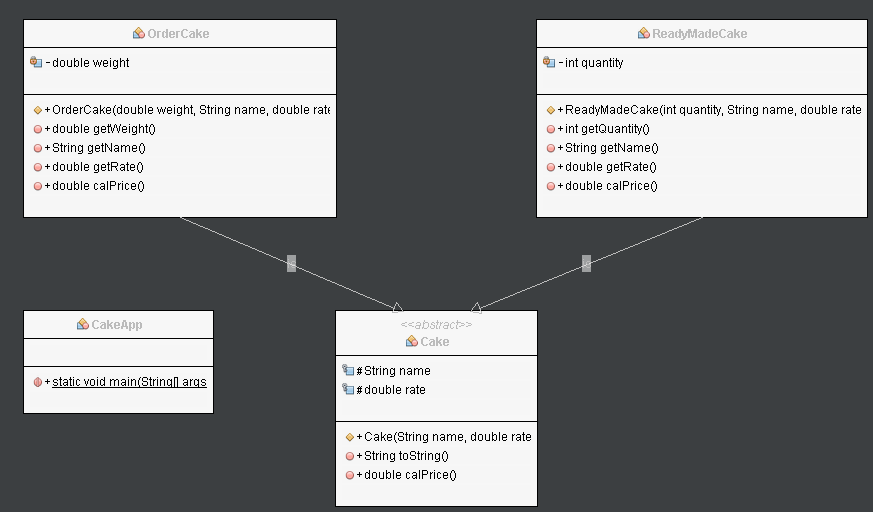 OrderCake
-double weight
+OrderCake(double weight, String name, double rate
+double getWeight()
+String getName()
+double getRate()
+double calPrice()
ReadyMadeCake
-int quantity
+ReadyMadeCake(int quantity, String name, double rate
+int getQuantity()
+String getName()
+double getRate()
+double calPrice()
CakeApp
+static void main(String[] args
<<abstract>>
Cake
#String name
#double rate
+Cake(String name, double rate
+String toString()
+double calPrice()